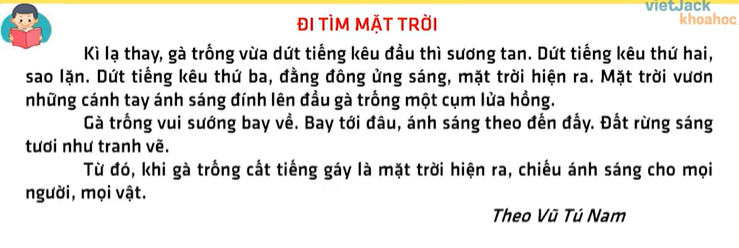 vietJack
khoahoc
ĐI TÌM MẶT TRỜI
Kì lạ thay, gà trống vừa dứt tiếng kêu đầu thì sương tan. Dứt tiếng kêu thứ hai,
sao lặn. Dứt tiếng kêu thứ ba, đằng đông ửng sáng, mặt trời hiện ra. Mặt trời vươn
những cánh tay ánh sáng đính lên đầu gà trống một cụm lửa hồng.
Gà trống vui sướng bay về. Bay tới đâu, ánh sáng theo đến đấy. Đất rừng sáng
tươi như tranh vẽ.
Từ đó, khi gà trống cất tiếng gáy là mặt trời hiện ra, chiếu ánh sáng cho mọi
người, mọi vật.
Theo Vũ Tú Nam